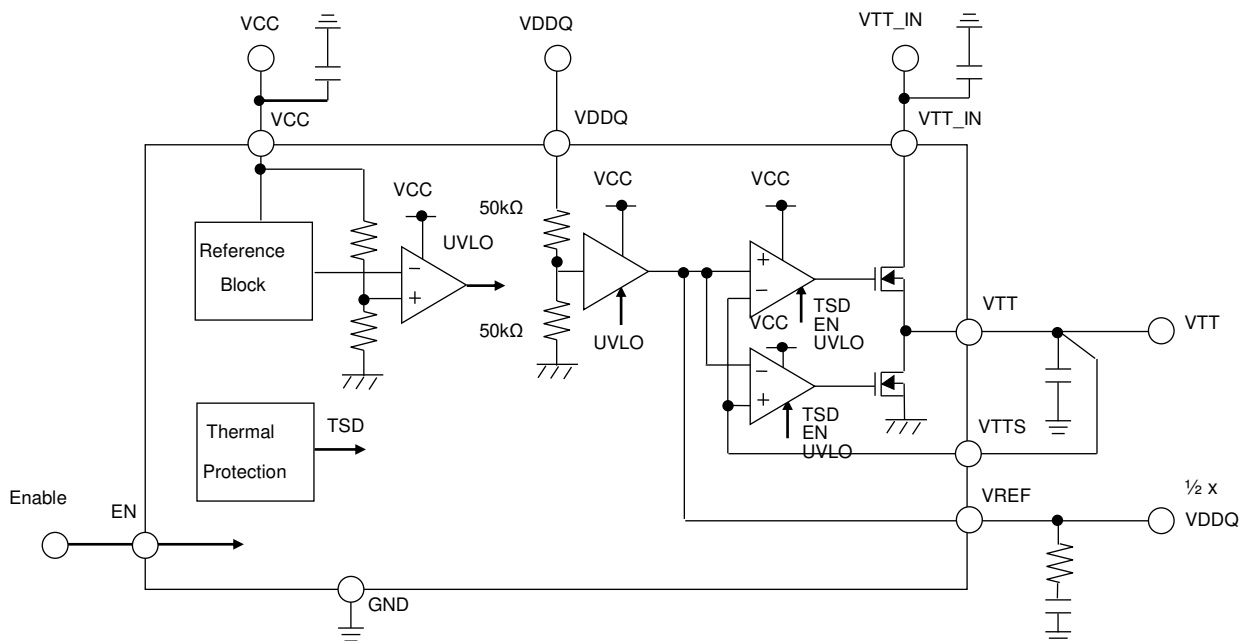 VCC
VDDQ
VTT_IN
VCC
VDDQ
VTT_IN
VCC
VCC
VCC
50kΩ
UVLO
Reference
Block
−
+
+
−
50kΩ
UVLO
TSD
EN
VCC
UVLO
VTT
VTT
−
+
TSD
EN
UVLO
Thermal
Protection
TSD
VTTS
Enable
EN
VREF
½ x
VDDQ
GND